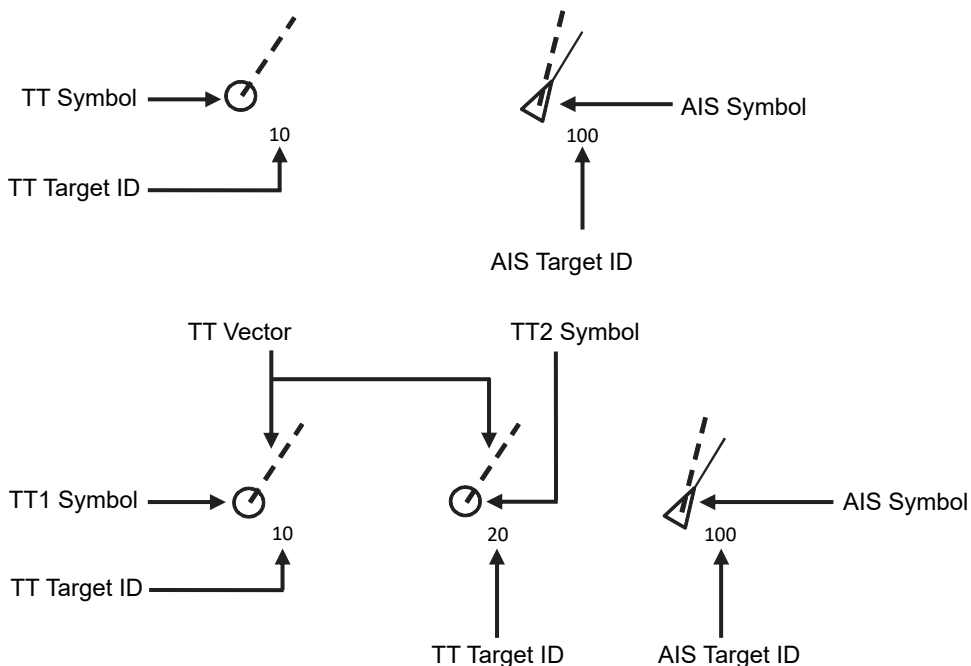 TT Symbol
AIS Symbol
10
100
TT Target ID
AIS Target ID
TT Vector
TT2 Symbol
TT1 Symbol
AIS Symbol
10
20
100
TT Target ID
TT Target ID
AIS Target ID